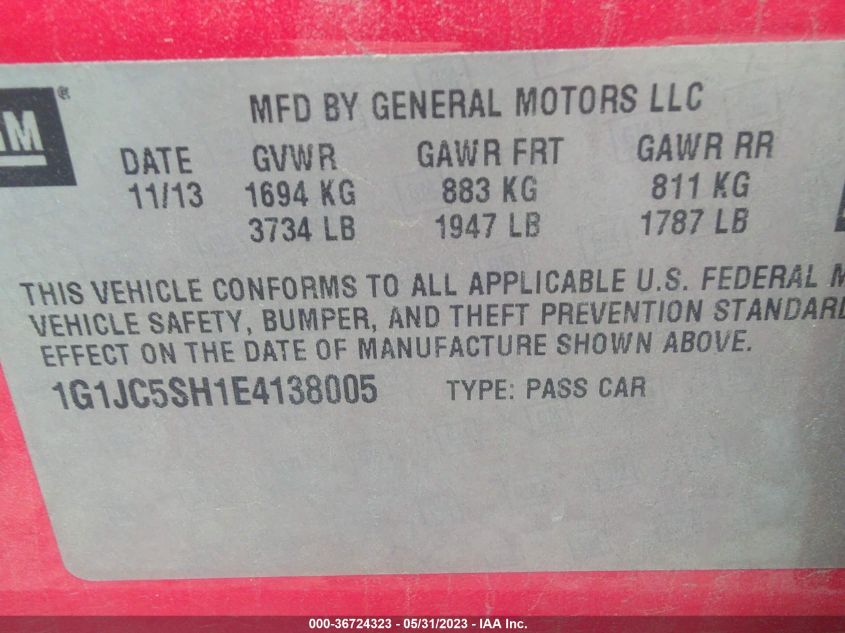 GM®
MFD BY GENERAL MOTORS LLC
DATE GVWR GAWR FRT GAWR RR
11/13 1694 KG 883 KG 811 KG
3734 LB 1947 LB 1787 LB
THIS VEHICLE CONFORMS TO ALL APPLICABLE U.S. FEDERAL M
VEHICLE SAFETY, BUMPER, AND THEFT PREVENTION STANDARD
EFFECT ON THE DATE OF MANUFACTURE SHOWN ABOVE.
1G1JC5SH1E4138005 TYPE: PASS CAR
000-36724323 - 05/31/2023 - IAA Inc.